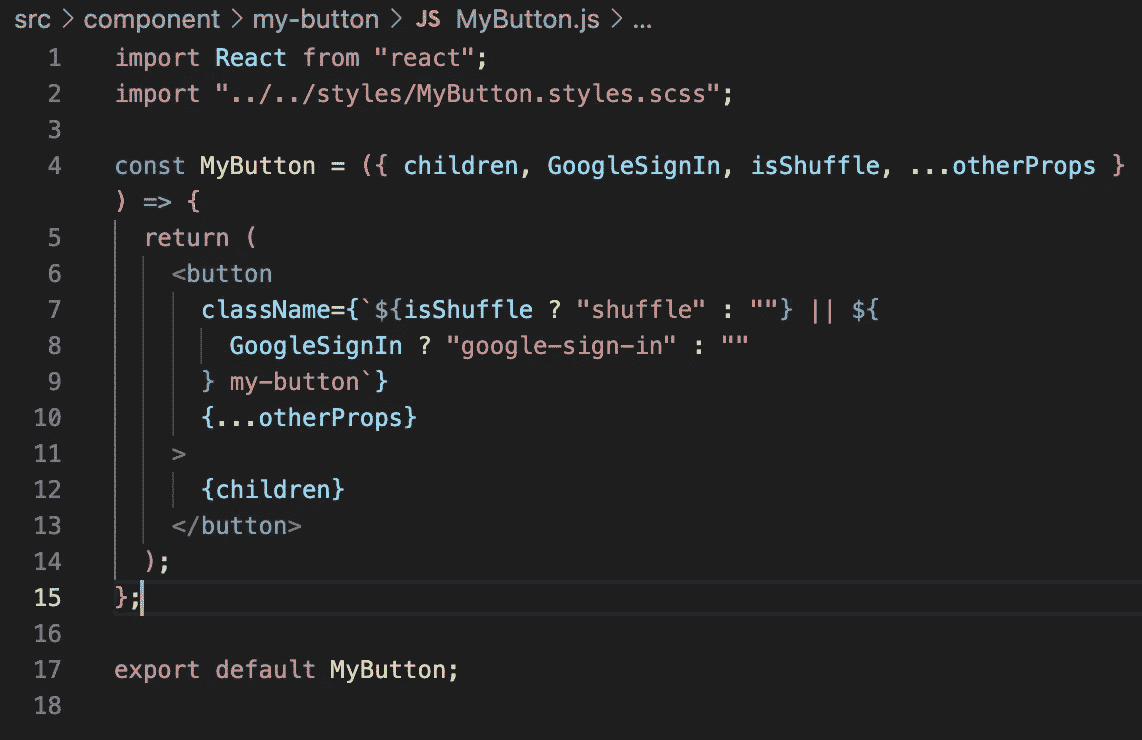 src > component > my-button > JS MyButton.js > ...
1 import React from "react";
2 import "../../styles/MyButton.styles.scss";
3
4 const MyButton = ({ children, GoogleSignIn, isShuffle, ...otherProps }
) => {
5 return (
6 <button
7 className={`${isShuffle ? "shuffle" : ""} || ${
8 GoogleSignIn ? "google-sign-in" : ""
9 } my-button`}
10 {...otherProps}
11 >
12 {children}
13 </button>
14 );
15 };
16
17 export default MyButton;
18